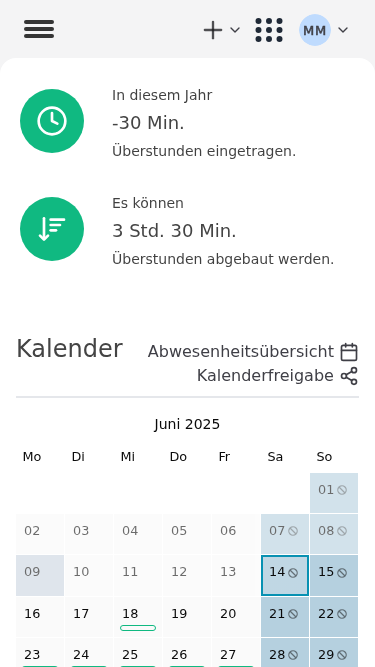 MM
In diesem Jahr
-30 Min.
Überstunden eingetragen.
Es können
3 Std. 30 Min.
Überstunden abgebaut werden.
Kalender
Abwesenheitsübersicht
Kalenderfreigabe
Juni 2025
Mo Di Mi Do Fr Sa So
01
02 03 04 05 06 07 08
09 10 11 12 13 14 15
16 17 18 19 20 21 22
23 24 25 26 27 28 29